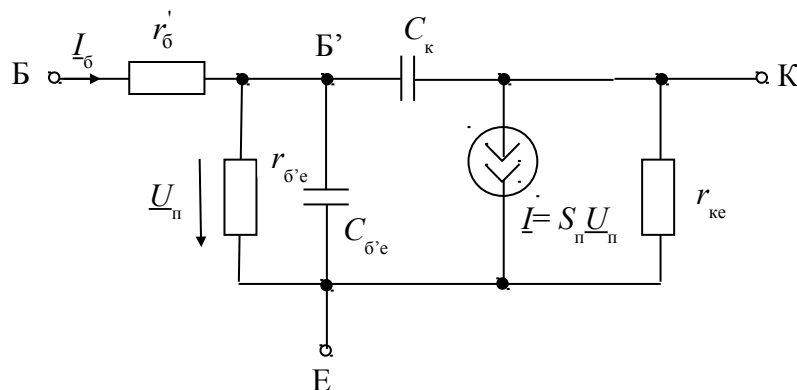 C_к
r'_б
I_б
Б'
Б
К
r_б'е
U_п
r_ке
I = S_п U_п
C_б'е
Е